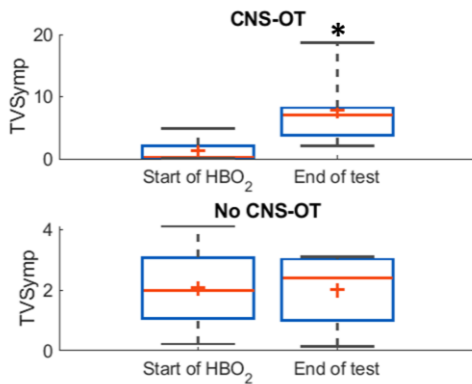 CNS-OT
TVSymp
20
10
0
*
Start of HBO₂
End of test
No CNS-OT
TVSymp
4
2
0
Start of HBO₂
End of test